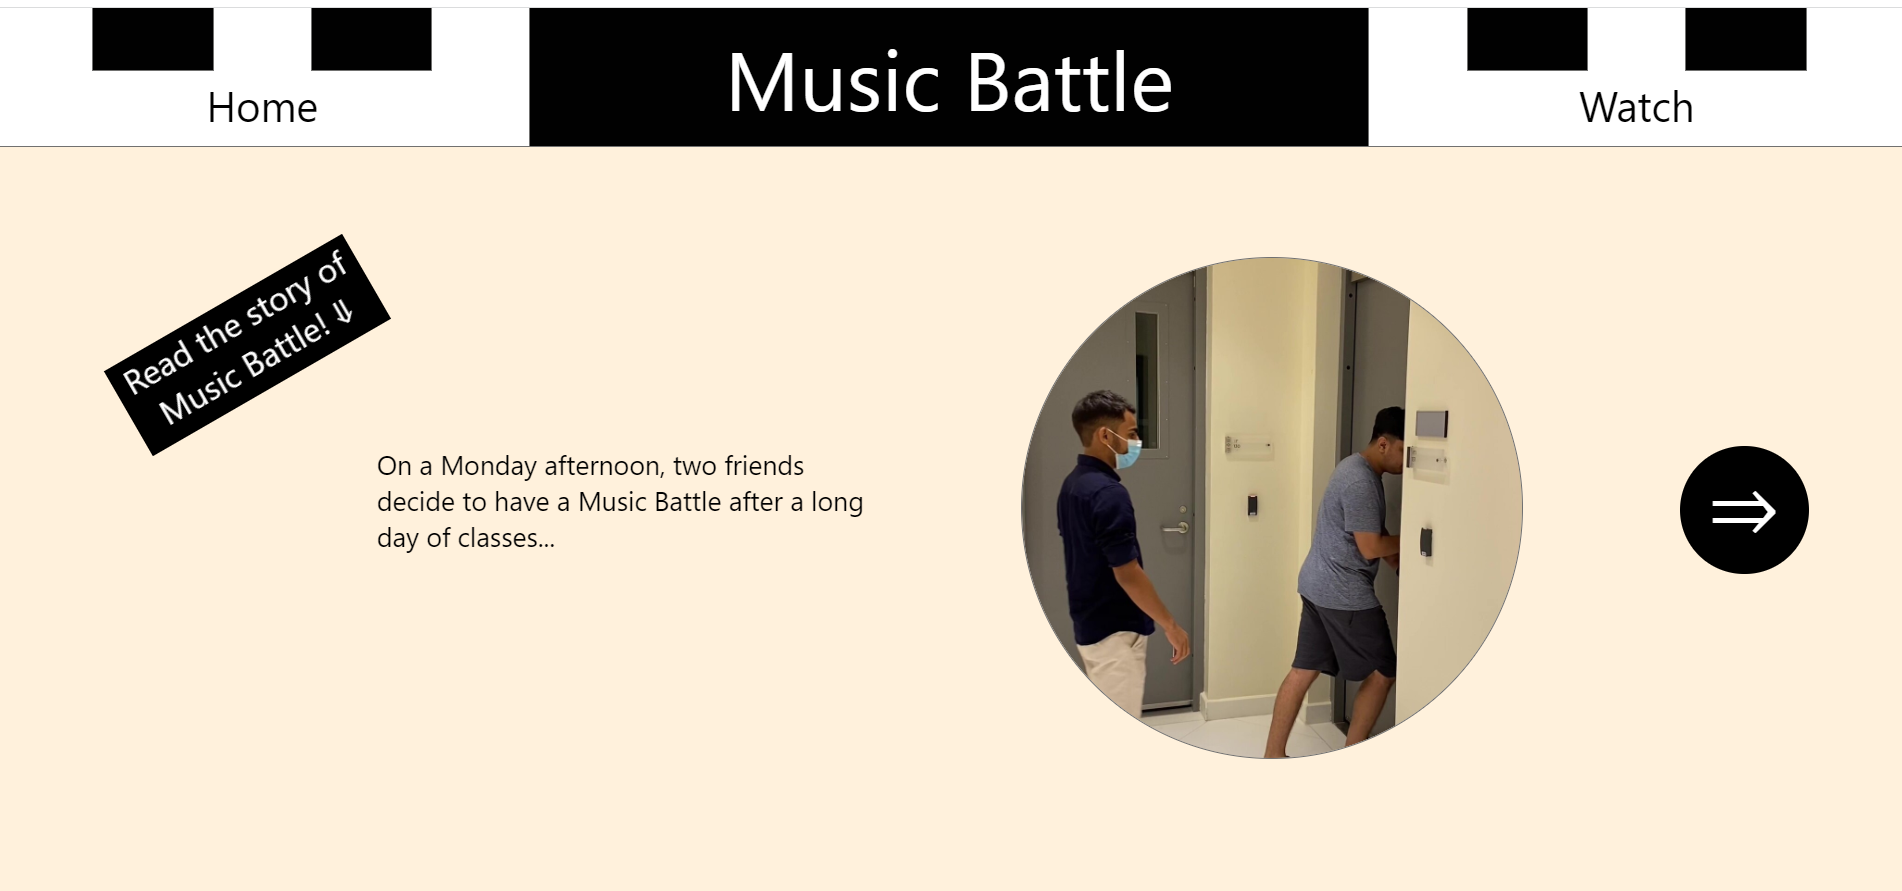 Home
Music Battle
Watch
Read the story of
Music Battle! ⇓
On a Monday afternoon, two friends
decide to have a Music Battle after a long
day of classes...
⇒